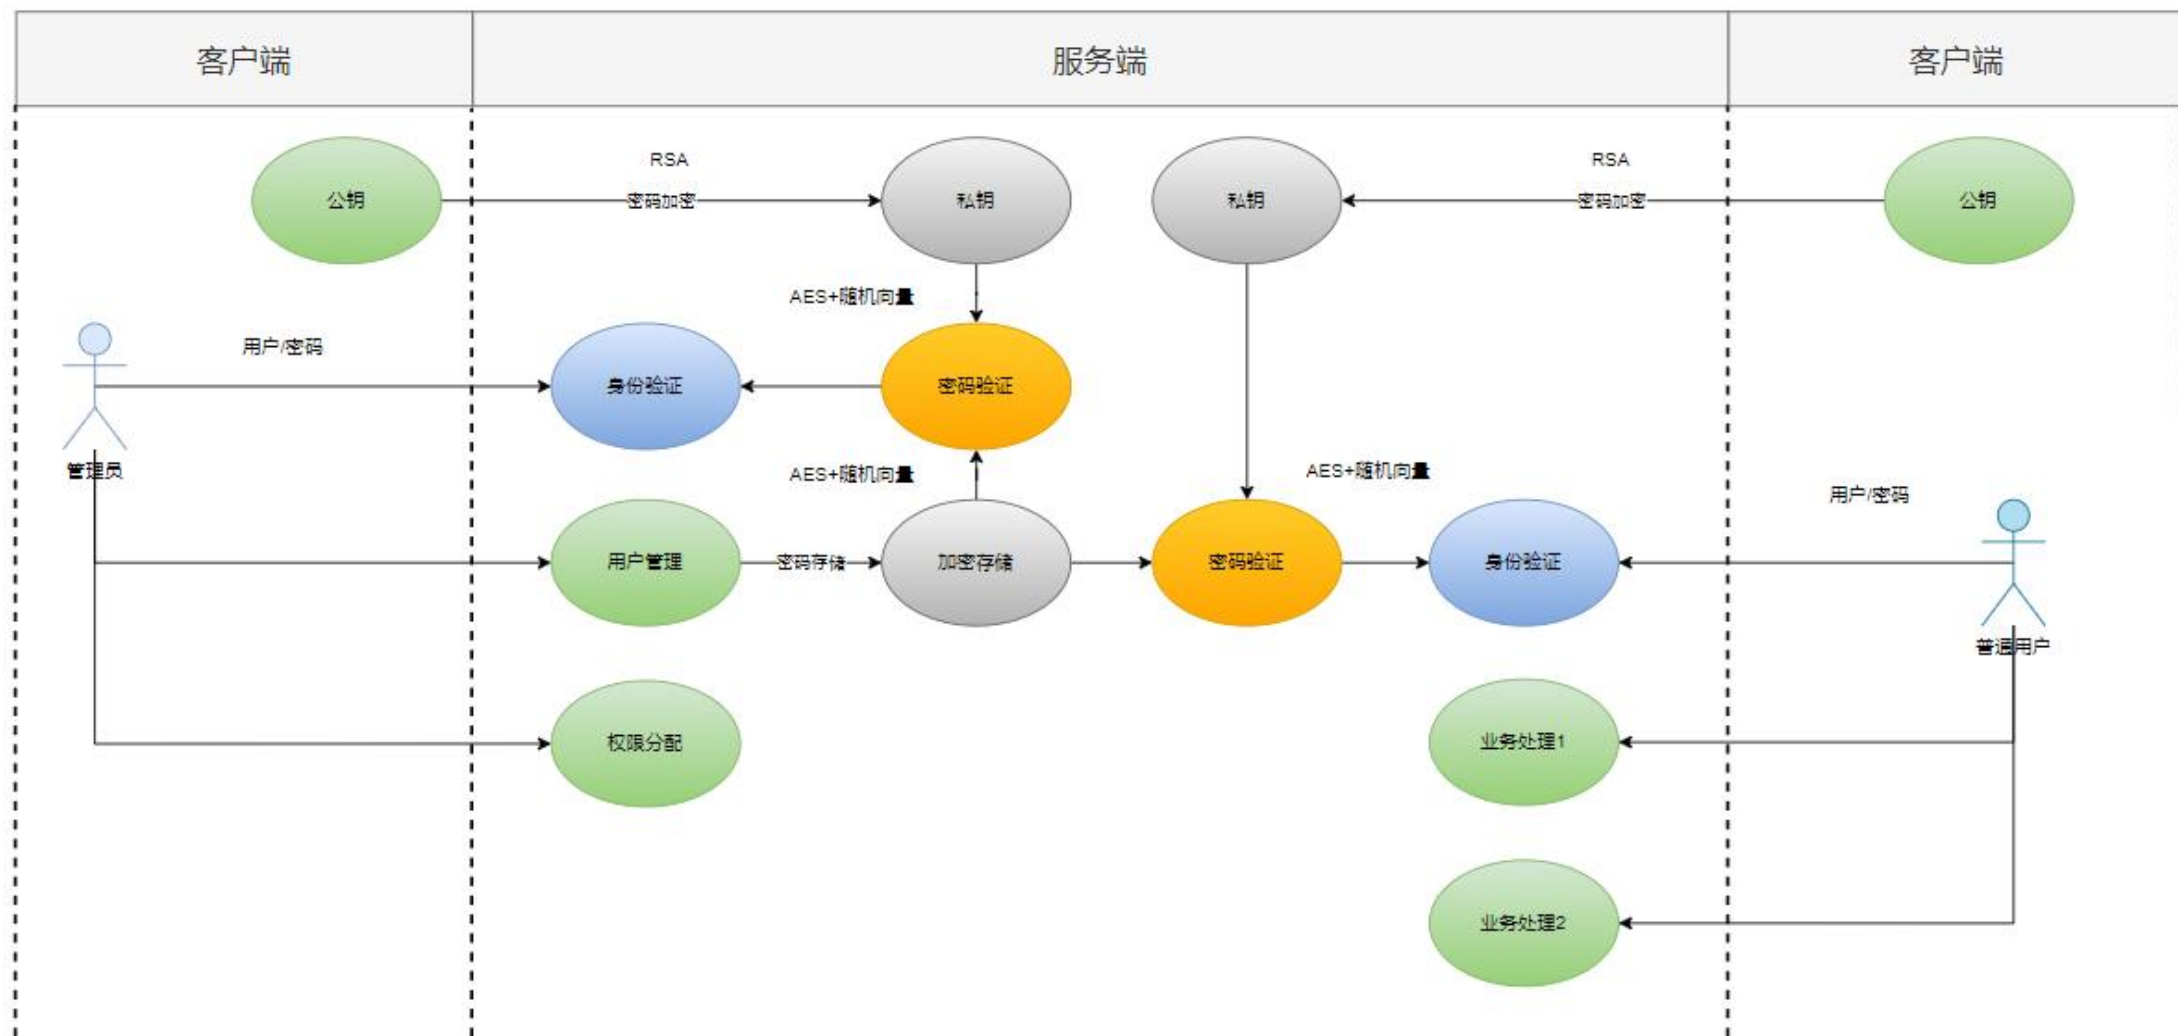 客户端
服务端
客户端
RSA
RSA
公钥
密码加密
私钥
私钥
密码加密
公钥
AES+随机向量
用户/密码
身份验证
密码验证
管理员
AES+随机向量
AES+随机向量
用户/密码
用户管理
密码存储
加密存储
密码验证
身份验证
普通用户
权限分配
业务处理1
业务处理2